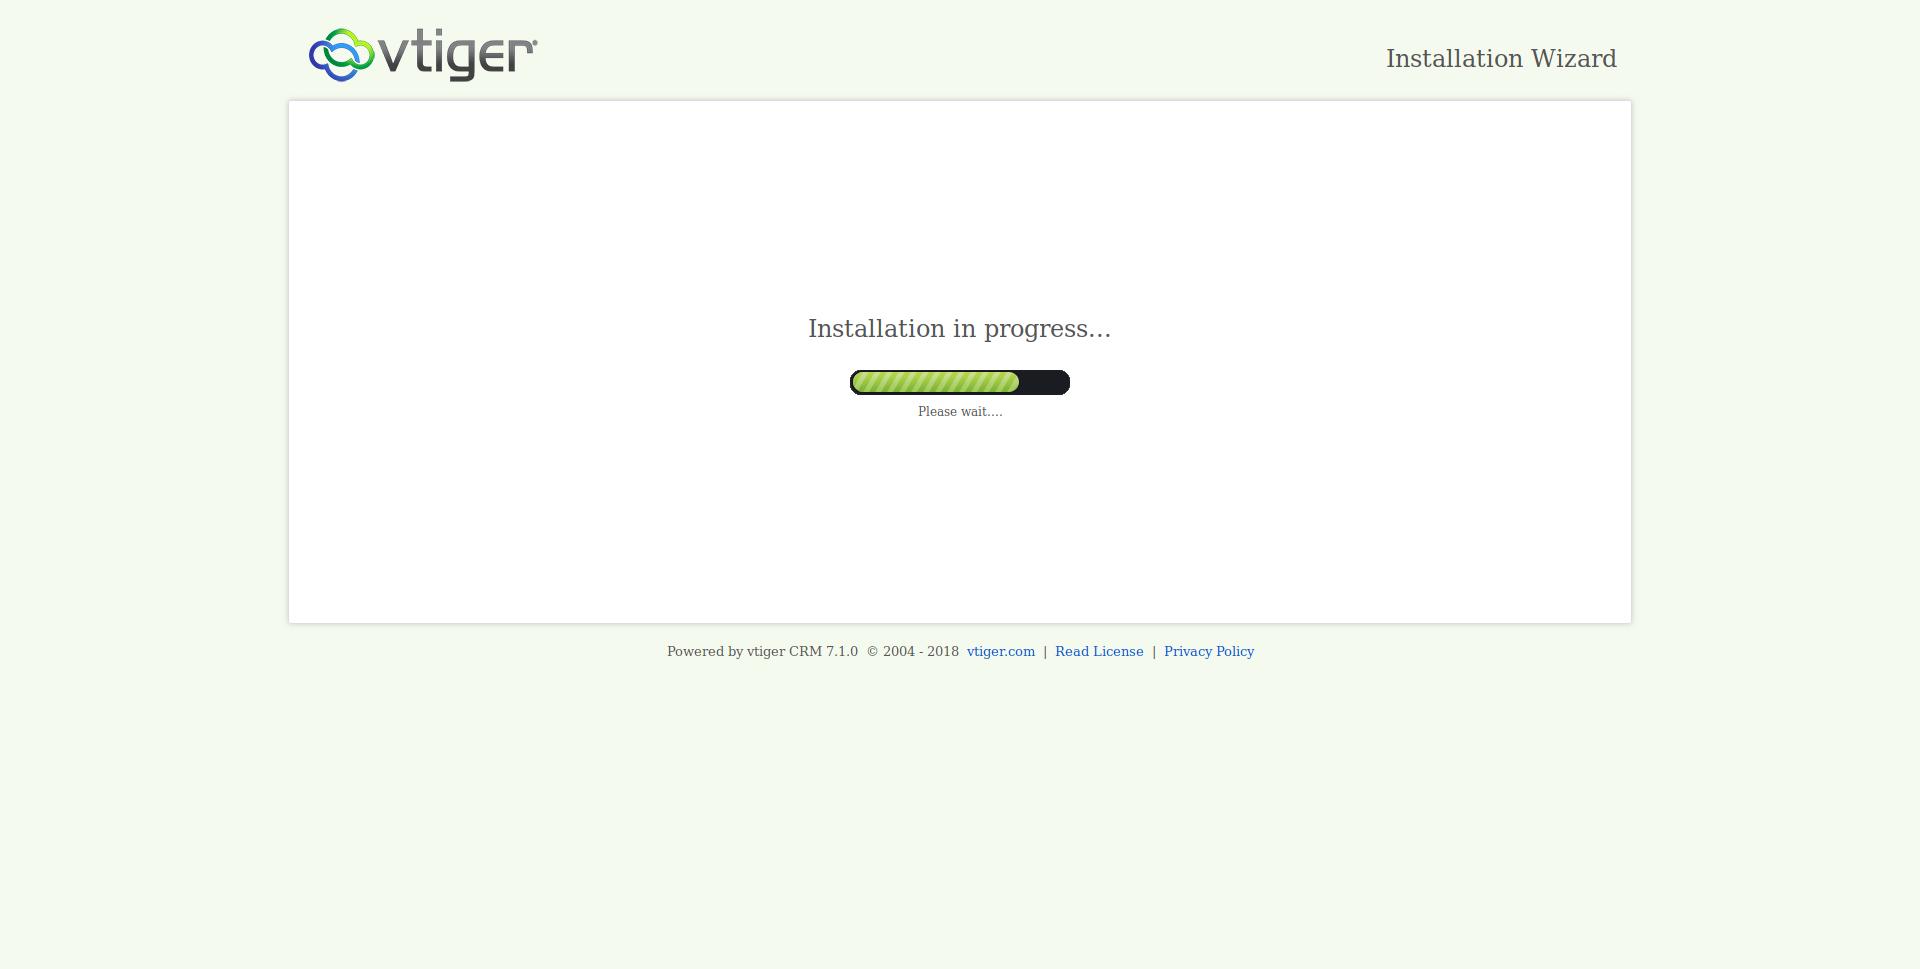 vtiger®
Installation Wizard
Installation in progress...
Please wait....
Powered by vtiger CRM 7.1.0 © 2004 - 2018 vtiger.com | Read License | Privacy Policy